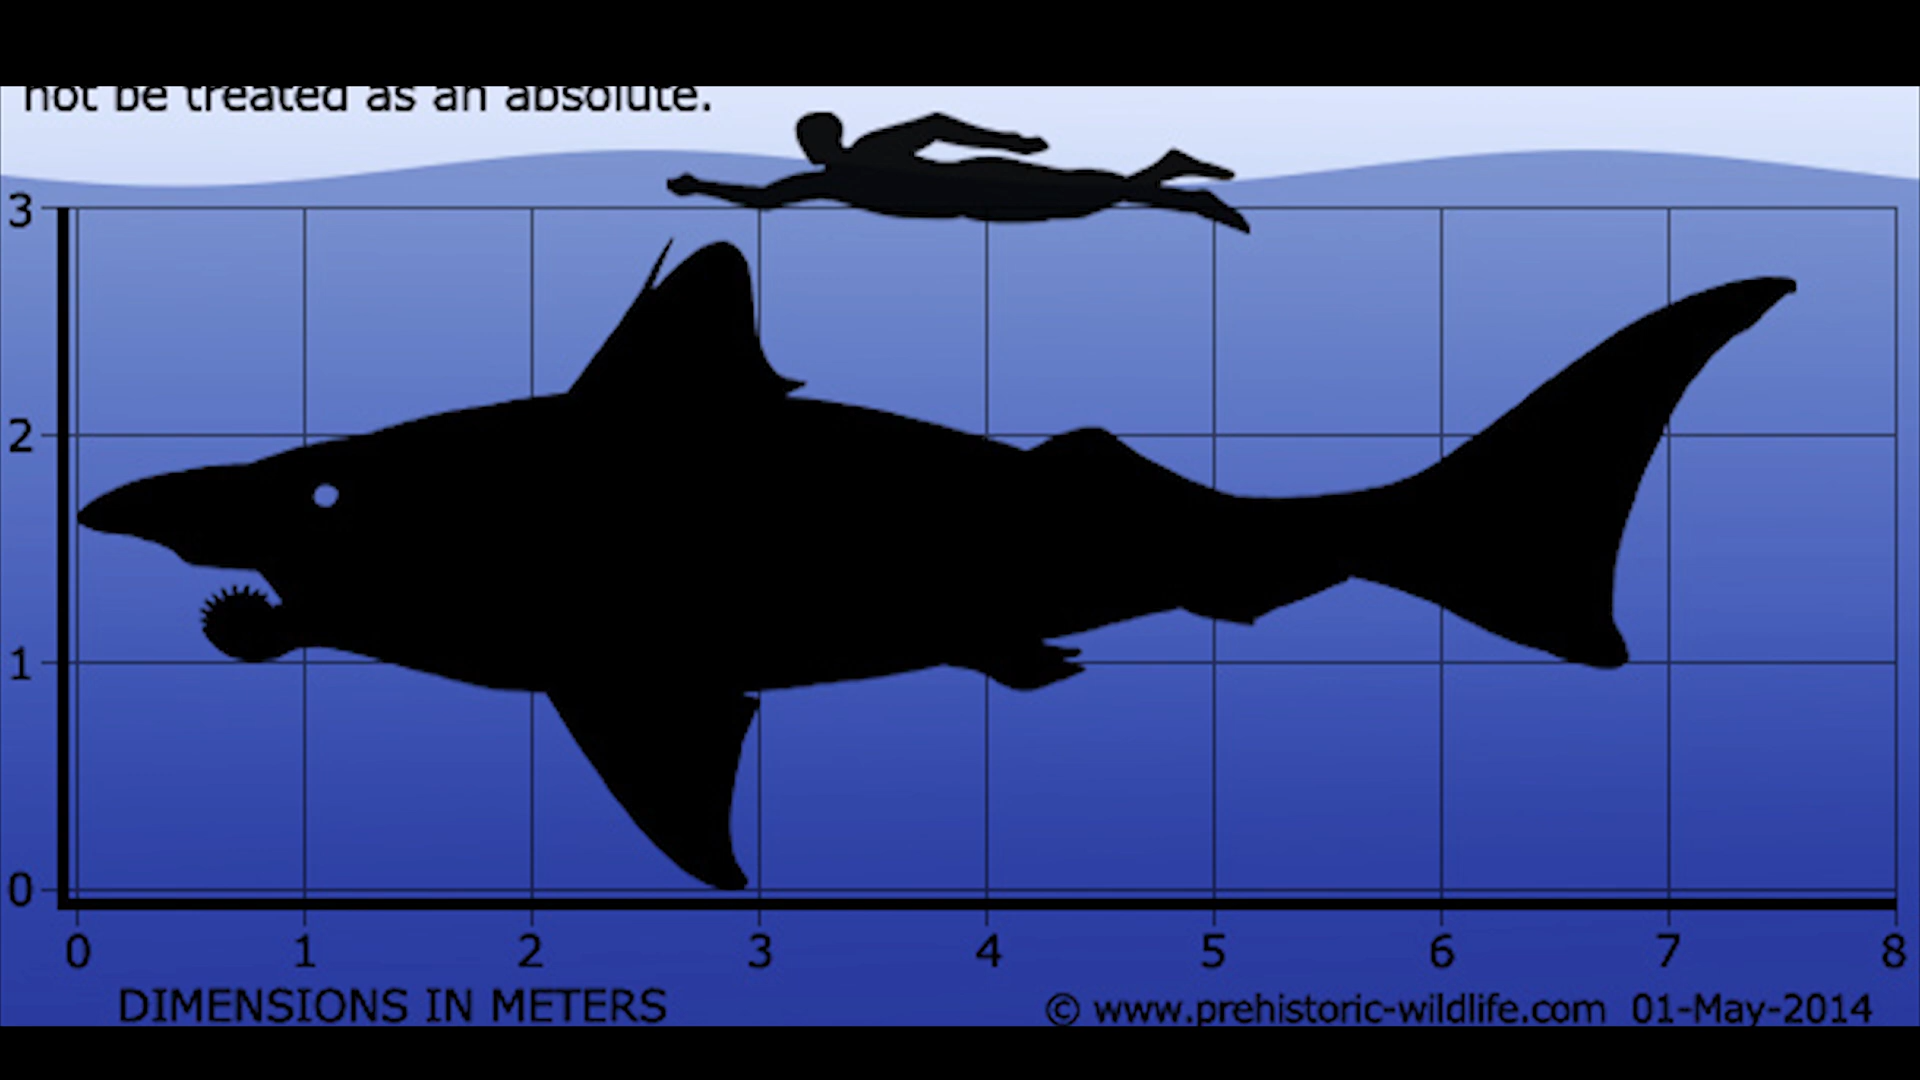 not be treated as an absolute.
3
2
1
0
0 1 2 3 4 5 6 7 8
DIMENSIONS IN METERS
© www.prehistoric-wildlife.com 01-May-2014